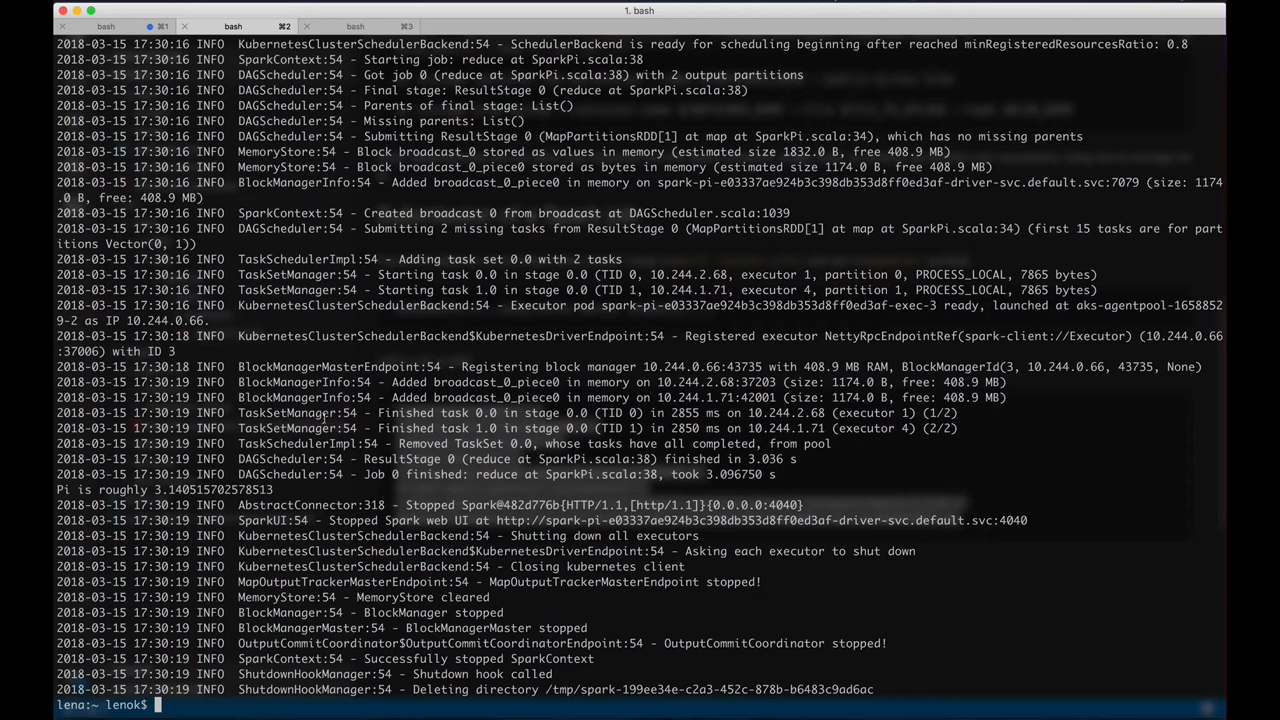 1. bash
bash ⌘1
bash ⌘2
bash ⌘3
2018-03-15 17:30:16 INFO  KubernetesClusterSchedulerBackend:54 - SchedulerBackend is ready for scheduling beginning after reached minRegisteredResourcesRatio: 0.8
2018-03-15 17:30:16 INFO  SparkContext:54 - Starting job: reduce at SparkPi.scala:38
2018-03-15 17:30:16 INFO  DAGScheduler:54 - Got job 0 (reduce at SparkPi.scala:38) with 2 output partitions
2018-03-15 17:30:16 INFO  DAGScheduler:54 - Final stage: ResultStage 0 (reduce at SparkPi.scala:38)
2018-03-15 17:30:16 INFO  DAGScheduler:54 - Parents of final stage: List()
2018-03-15 17:30:16 INFO  DAGScheduler:54 - Missing parents: List()
2018-03-15 17:30:16 INFO  DAGScheduler:54 - Submitting ResultStage 0 (MapPartitionsRDD[1] at map at SparkPi.scala:34), which has no missing parents
2018-03-15 17:30:16 INFO  MemoryStore:54 - Block broadcast_0 stored as values in memory (estimated size 1832.0 B, free 408.9 MB)
2018-03-15 17:30:16 INFO  MemoryStore:54 - Block broadcast_0_piece0 stored as bytes in memory (estimated size 1174.0 B, free 408.9 MB)
2018-03-15 17:30:16 INFO  BlockManagerInfo:54 - Added broadcast_0_piece0 in memory on spark-pi-e03337ae924b3c398db353d8ff0ed3af-driver-svc.default.svc:7079 (size: 1174
.0 B, free: 408.9 MB)
2018-03-15 17:30:16 INFO  SparkContext:54 - Created broadcast 0 from broadcast at DAGScheduler.scala:1039
2018-03-15 17:30:16 INFO  DAGScheduler:54 - Submitting 2 missing tasks from ResultStage 0 (MapPartitionsRDD[1] at map at SparkPi.scala:34) (first 15 tasks are for part
itions Vector(0, 1))
2018-03-15 17:30:16 INFO  TaskSchedulerImpl:54 - Adding task set 0.0 with 2 tasks
2018-03-15 17:30:16 INFO  TaskSetManager:54 - Starting task 0.0 in stage 0.0 (TID 0, 10.244.2.68, executor 1, partition 0, PROCESS_LOCAL, 7865 bytes)
2018-03-15 17:30:16 INFO  TaskSetManager:54 - Starting task 1.0 in stage 0.0 (TID 1, 10.244.1.71, executor 4, partition 1, PROCESS_LOCAL, 7865 bytes)
2018-03-15 17:30:16 INFO  KubernetesClusterSchedulerBackend:54 - Executor pod spark-pi-e03337ae924b3c398db353d8ff0ed3af-exec-3 ready, launched at aks-agentpool-1658852
9-2 as IP 10.244.0.66.
2018-03-15 17:30:18 INFO  KubernetesClusterSchedulerBackend$KubernetesDriverEndpoint:54 - Registered executor NettyRpcEndpointRef(spark-client://Executor) (10.244.0.66
:37006) with ID 3
2018-03-15 17:30:18 INFO  BlockManagerMasterEndpoint:54 - Registering block manager 10.244.0.66:43735 with 408.9 MB RAM, BlockManagerId(3, 10.244.0.66, 43735, None)
2018-03-15 17:30:19 INFO  BlockManagerInfo:54 - Added broadcast_0_piece0 in memory on 10.244.2.68:37203 (size: 1174.0 B, free: 408.9 MB)
2018-03-15 17:30:19 INFO  BlockManagerInfo:54 - Added broadcast_0_piece0 in memory on 10.244.1.71:42001 (size: 1174.0 B, free: 408.9 MB)
2018-03-15 17:30:19 INFO  TaskSetManager:54 - Finished task 0.0 in stage 0.0 (TID 0) in 2855 ms on 10.244.2.68 (executor 1) (1/2)
2018-03-15 17:30:19 INFO  TaskSetManager:54 - Finished task 1.0 in stage 0.0 (TID 1) in 2850 ms on 10.244.1.71 (executor 4) (2/2)
2018-03-15 17:30:19 INFO  TaskSchedulerImpl:54 - Removed TaskSet 0.0, whose tasks have all completed, from pool
2018-03-15 17:30:19 INFO  DAGScheduler:54 - ResultStage 0 (reduce at SparkPi.scala:38) finished in 3.036 s
2018-03-15 17:30:19 INFO  DAGScheduler:54 - Job 0 finished: reduce at SparkPi.scala:38, took 3.096750 s
Pi is roughly 3.140515702578513
2018-03-15 17:30:19 INFO  AbstractConnector:318 - Stopped Spark@482d776b{HTTP/1.1,[http/1.1]}{0.0.0.0:4040}
2018-03-15 17:30:19 INFO  SparkUI:54 - Stopped Spark web UI at http://spark-pi-e03337ae924b3c398db353d8ff0ed3af-driver-svc.default.svc:4040
2018-03-15 17:30:19 INFO  KubernetesClusterSchedulerBackend:54 - Shutting down all executors
2018-03-15 17:30:19 INFO  KubernetesClusterSchedulerBackend$KubernetesDriverEndpoint:54 - Asking each executor to shut down
2018-03-15 17:30:19 INFO  KubernetesClusterSchedulerBackend:54 - Closing kubernetes client
2018-03-15 17:30:19 INFO  MapOutputTrackerMasterEndpoint:54 - MapOutputTrackerMasterEndpoint stopped!
2018-03-15 17:30:19 INFO  MemoryStore:54 - MemoryStore cleared
2018-03-15 17:30:19 INFO  BlockManager:54 - BlockManager stopped
2018-03-15 17:30:19 INFO  BlockManagerMaster:54 - BlockManagerMaster stopped
2018-03-15 17:30:19 INFO  OutputCommitCoordinator$OutputCommitCoordinatorEndpoint:54 - OutputCommitCoordinator stopped!
2018-03-15 17:30:19 INFO  SparkContext:54 - Successfully stopped SparkContext
2018-03-15 17:30:19 INFO  ShutdownHookManager:54 - Shutdown hook called
2018-03-15 17:30:19 INFO  ShutdownHookManager:54 - Deleting directory /tmp/spark-199ee34e-c2a3-452c-878b-b6483c9ad6ac
lena:~ lenok$